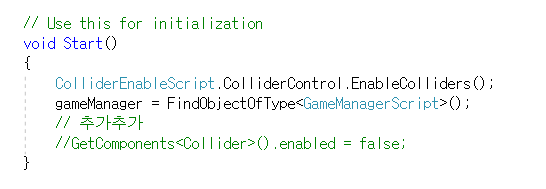 // Use this for initialization
void Start()
{
ColliderEnableScript.ColliderControl.EnableColliders();
gameManager = FindObjectOfType<GameManagerScript>();
// 추가추가
//GetComponents<Collider>().enabled = false;
}